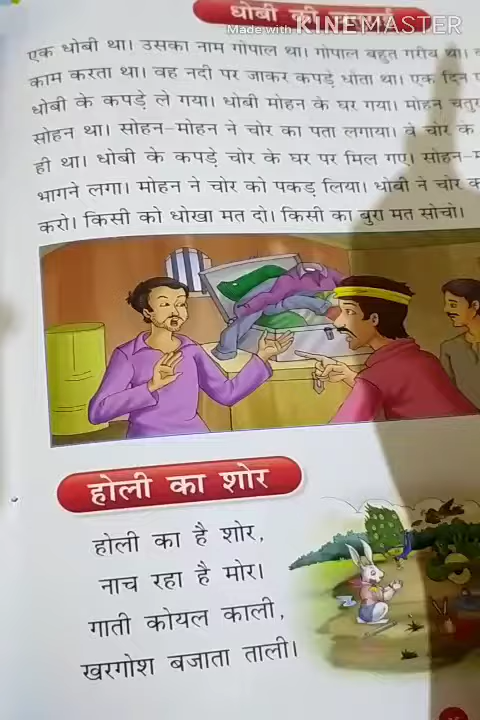 धोबी की
Made with KINEMASTER
एक धोबी था। उसका नाम गोपाल था। गोपाल बहुत गरीब था।
काम करता था। वह नदी पर जाकर कपड़े धोता था। एक दिन
धोबी के कपड़े ले गया। धोबी मोहन के घर गया। मोहन चतुर
सोहन था। सोहन-मोहन ने चोर का पता लगाया। वे चोर के
ही था। धोबी के कपड़े चोर के घर पर मिल गए। सोहन-
भागने लगा। मोहन ने चोर को पकड़ लिया। धोबी ने चोर
करो। किसी को धोखा मत दो। किसी का बुरा मत सोचो।
होली का शोर
होली का है शोर,
नाच रहा है मोर।
गाती कोयल काली,
खरगोश बजाता ताली।